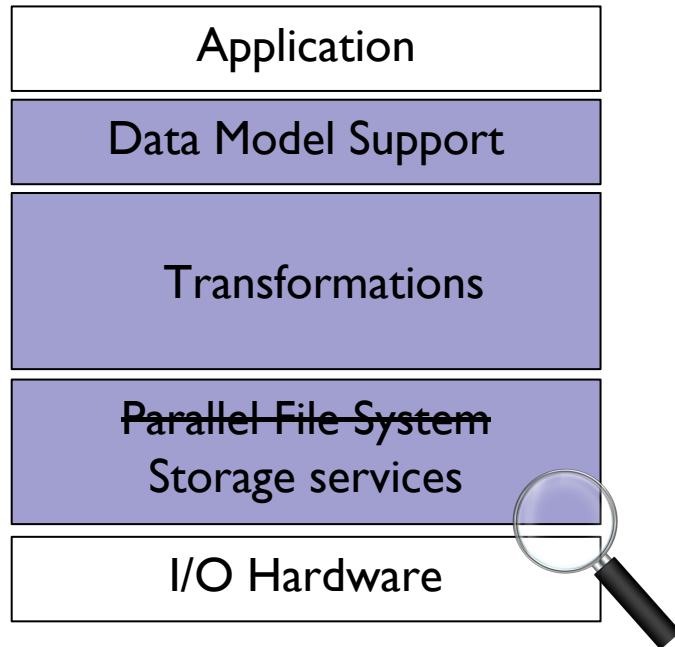 Application
Data Model Support
Transformations
Parallel File System
Storage services
I/O Hardware